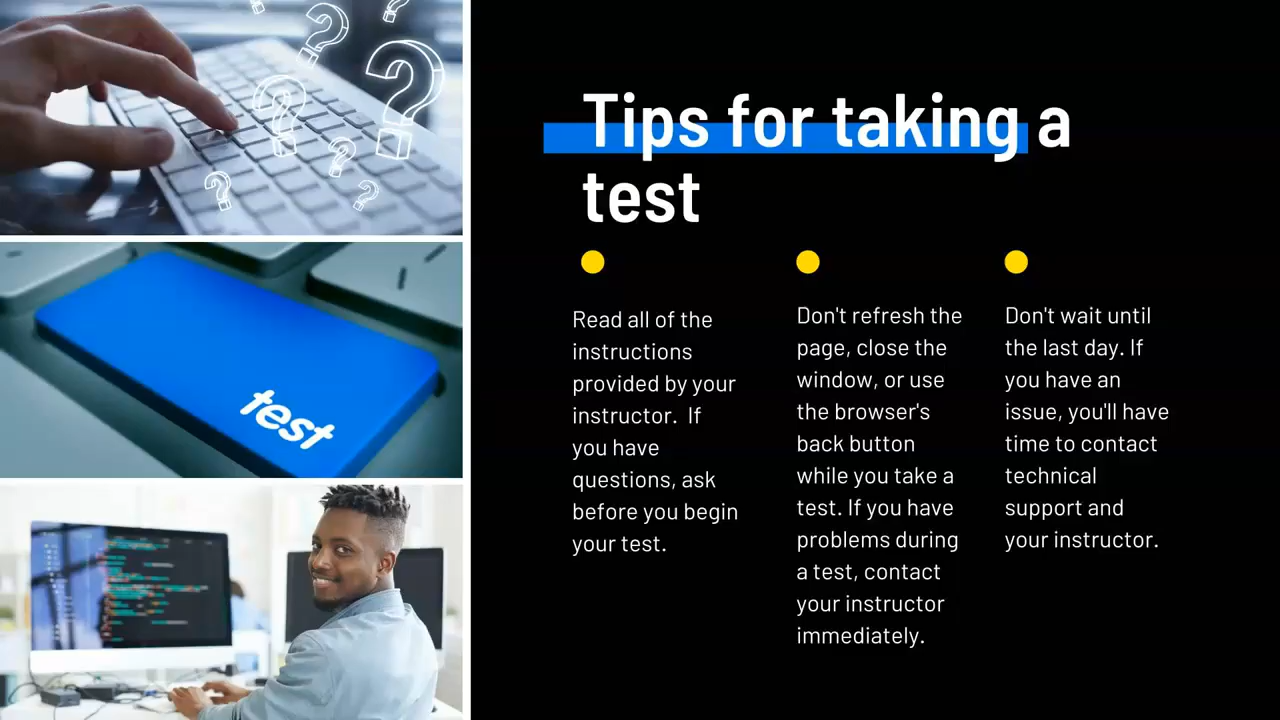 Tips for taking a
test
Read all of the
instructions
provided by your
instructor.  If
you have
questions, ask
before you begin
your test.
Don't refresh the
page, close the
window, or use
the browser's
back button
while you take a
test. If you have
problems during
a test, contact
your instructor
immediately.
Don't wait until
the last day. If
you have an
issue, you'll have
time to contact
technical
support and
your instructor.
? ? ? ? ? ? ?
test